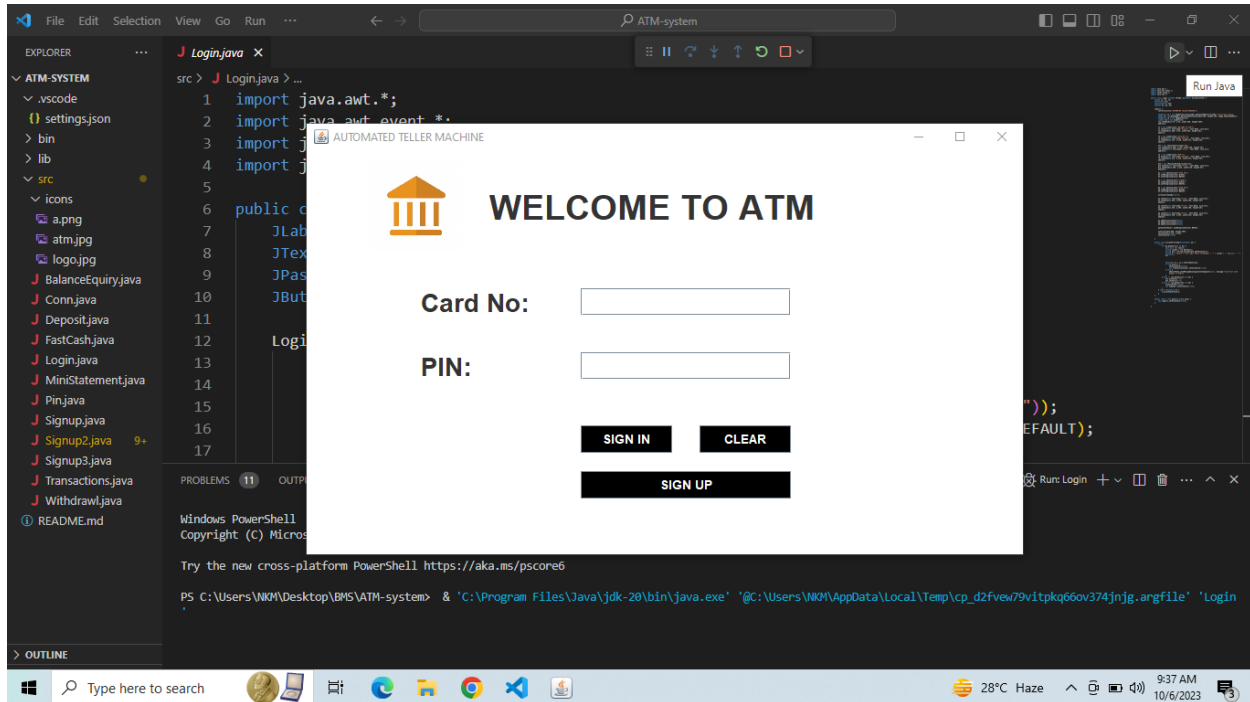 File Edit Selection View Go Run ··· ATM-system
EXPLORER ···
ATM-SYSTEM
.vscode
{} settings.json
bin
lib
src
icons
a.png
atm.jpg
logo.jpg
J BalanceEquiry.java
J Conn.java
J Deposit.java
J FastCash.java
J Login.java
J MiniStatement.java
J Pin.java
J Signup.java
J Signup2.java 9+
J Signup3.java
J Transactions.java
J Withdrawl.java
README.md
OUTLINE
J Login.java
src > J Login.java > ...
Run Java
1 import java.awt.*;
2 import java.awt.event.*;
3 import j
4 import j
5
6 public c
7 JLab
8 JTex
9 JPas
10 JBut
11
12 Logi
13
14
15 "));
16 EFAULT);
17
AUTOMATED TELLER MACHINE
WELCOME TO ATM
Card No:
PIN:
SIGN IN CLEAR
SIGN UP
PROBLEMS 11 OUTP
Run: Login
Windows PowerShell
Copyright (C) Micros
Try the new cross-platform PowerShell https://aka.ms/pscore6
PS C:\Users\NKM\Desktop\BMS\ATM-system> & 'C:\Program Files\Java\jdk-20\bin\java.exe' '@C:\Users\NKM\AppData\Local\Temp\cp_d2fvew79vitpkq66ov374jnjg.argfile' 'Login
'
Type here to search
28°C Haze
9:37 AM
10/6/2023
3